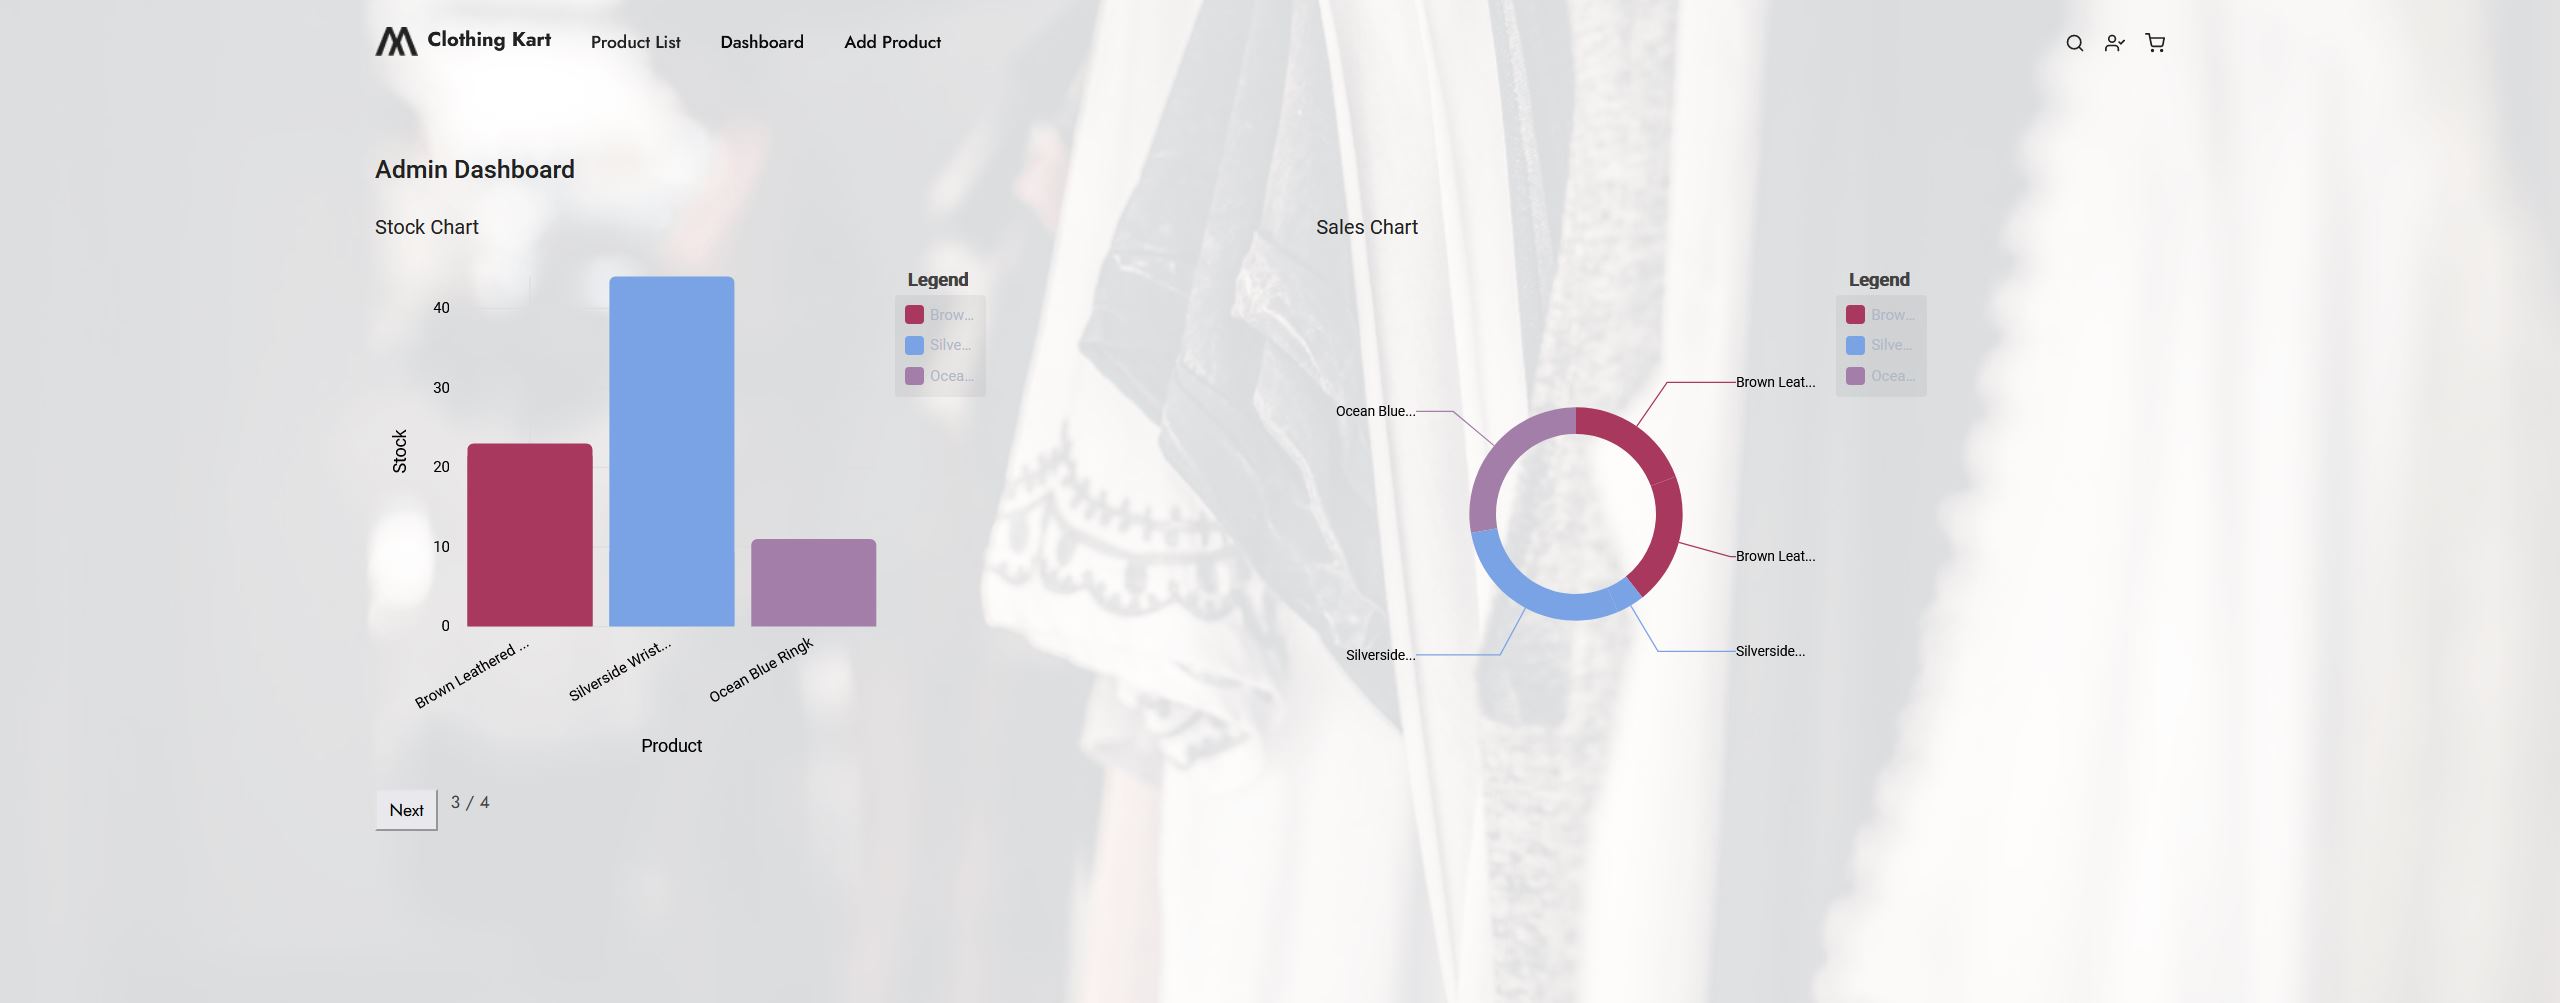 Clothing Kart
Product List
Dashboard
Add Product
Admin Dashboard
Stock Chart
40
30
20
10
0
Stock
Brown Leathered ...
Silverside Wrist...
Ocean Blue Ringk
Product
Legend
Brow...
Silve...
Ocea...
Sales Chart
Brown Leat...
Ocean Blue...
Brown Leat...
Silverside...
Silverside...
Legend
Brow...
Silve...
Ocea...
Next
3 / 4